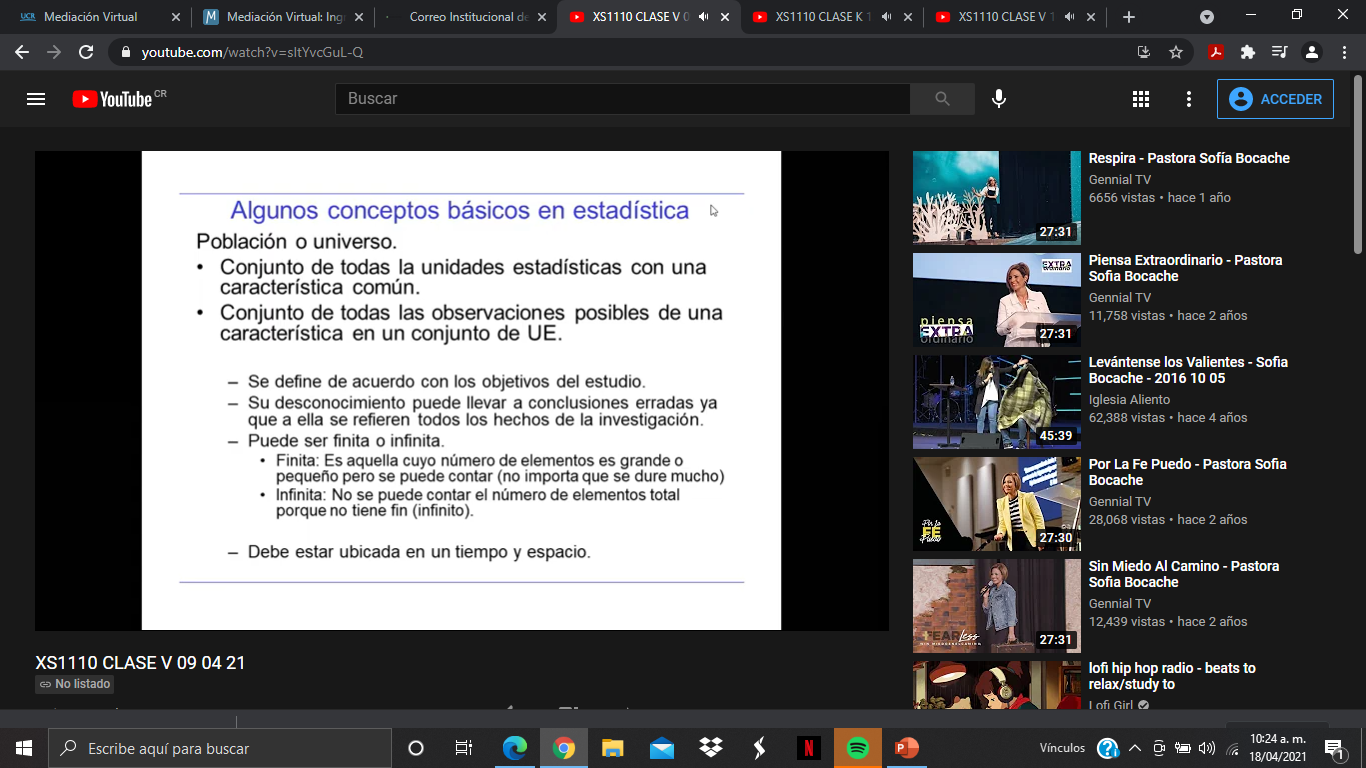 Mediación Virtual
Mediación Virtual: Ing
Correo Institucional de
XS1110 CLASE V 0
XS1110 CLASE K 1
XS1110 CLASE V 1
youtube.com/watch?v=sItYvcGuL-Q
YouTube CR
Buscar
ACCEDER
Algunos conceptos básicos en estadística
Población o universo.
• Conjunto de todas la unidades estadísticas con una
característica común.
• Conjunto de todas las observaciones posibles de una
característica en un conjunto de UE.
– Se define de acuerdo con los objetivos del estudio.
– Su desconocimiento puede llevar a conclusiones erradas ya
que a ella se refieren todos los hechos de la investigación.
– Puede ser finita o infinita.
• Finita: Es aquella cuyo número de elementos es grande o
pequeño pero se puede contar (no importa que se dure mucho)
• Infinita: No se puede contar el número de elementos total
porque no tiene fin (infinito).
– Debe estar ubicada en un tiempo y espacio.
XS1110 CLASE V 09 04 21
No listado
27:31
Respira - Pastora Sofía Bocache
Gennial TV
6656 vistas • hace 1 año
EXTRA
piensa
EXTRA
ordinario
27:31
Piensa Extraordinario - Pastora
Sofia Bocache
Gennial TV
11,758 vistas • hace 2 años
45:39
Levántense los Valientes - Sofia
Bocache - 2016 10 05
Iglesia Aliento
62,388 vistas • hace 4 años
Por la
FE
Puedo
27:30
Por La Fe Puedo - Pastora Sofia
Bocache
Gennial TV
28,068 vistas • hace 2 años
FEAR Less
27:31
Sin Miedo Al Camino - Pastora
Sofia Bocache
Gennial TV
12,439 vistas • hace 2 años
lofi hip hop radio - beats to
relax/study to
Lofi Girl
Escribe aquí para buscar
Vínculos
10:24 a. m.
18/04/2021
1